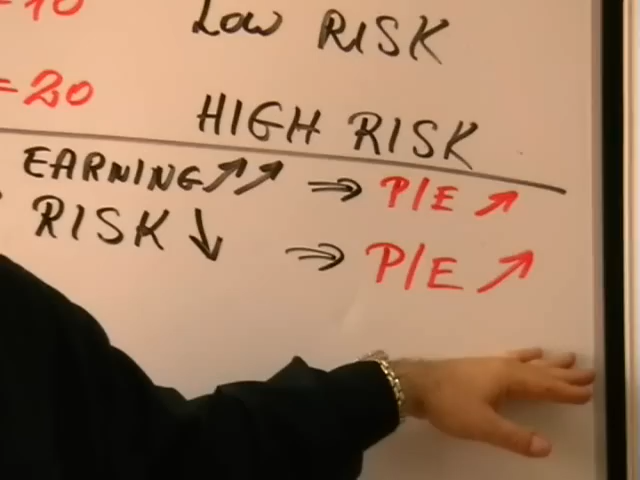 =10 LOW RISK
=20 HIGH RISK
EARNING ↗↗ ⇒ P/E ↗
RISK ↓ ⇒ P/E ↗